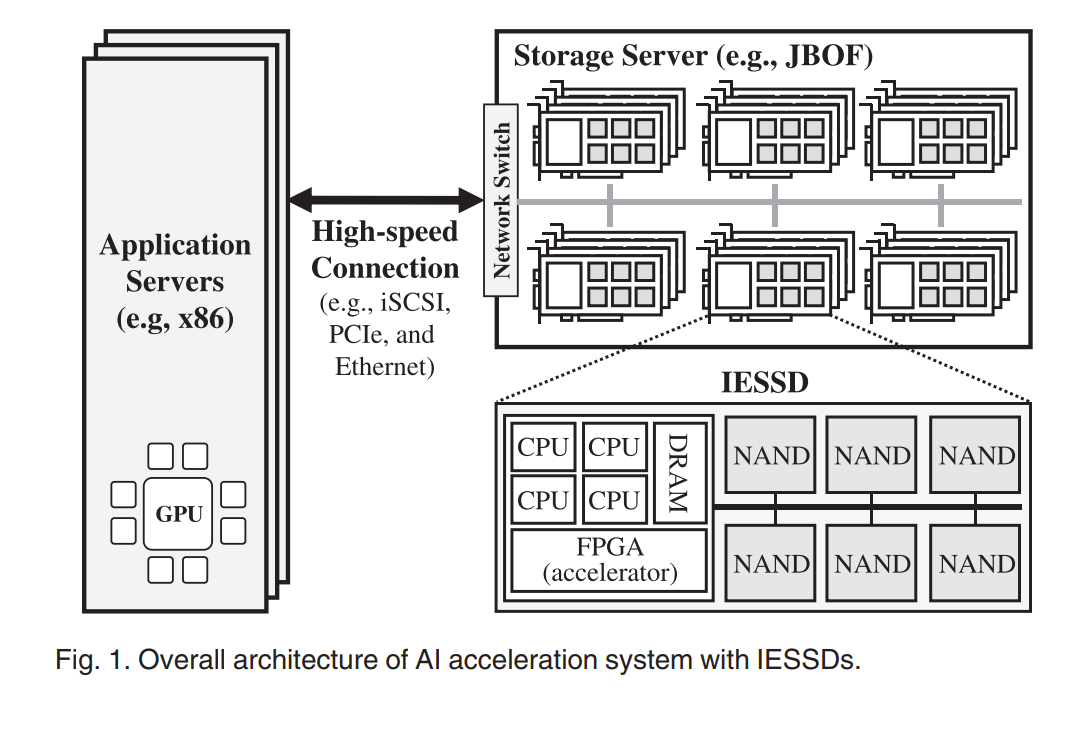 Storage Server (e.g., JBOF)
Network Switch
Application
Servers
(e.g, x86)
High-speed
Connection
(e.g., iSCSI,
PCIe, and
Ethernet)
GPU
IESSD
CPU CPU
DRAM
CPU CPU
FPGA
(accelerator)
NAND NAND NAND
NAND NAND NAND
Fig. 1. Overall architecture of AI acceleration system with IESSDs.